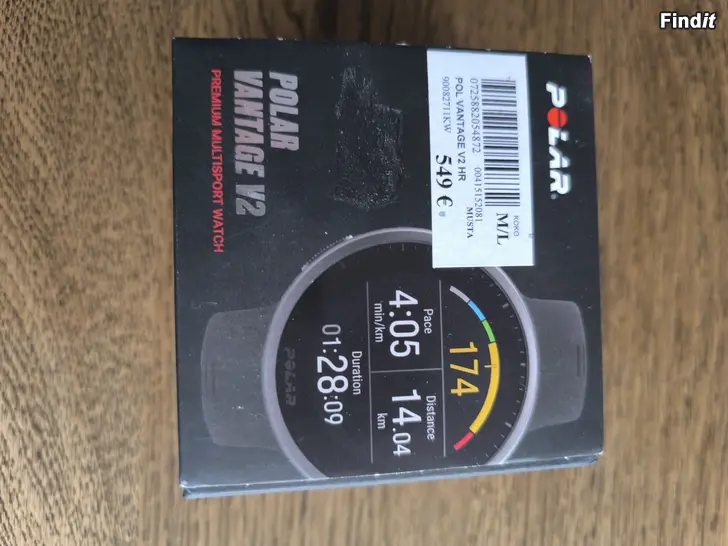 Findit
POLAR
VANTAGE V2
PREMIUM MULTISPORT WATCH
POLAR
0725882054872
00415152081
KOKO
M/L
POL VANTAGE V2 HR
MUSTA
90082711KW
549 €
174
Pace
4:05
min/km
Distance
14.04
km
Duration
01:28:09
POLAR